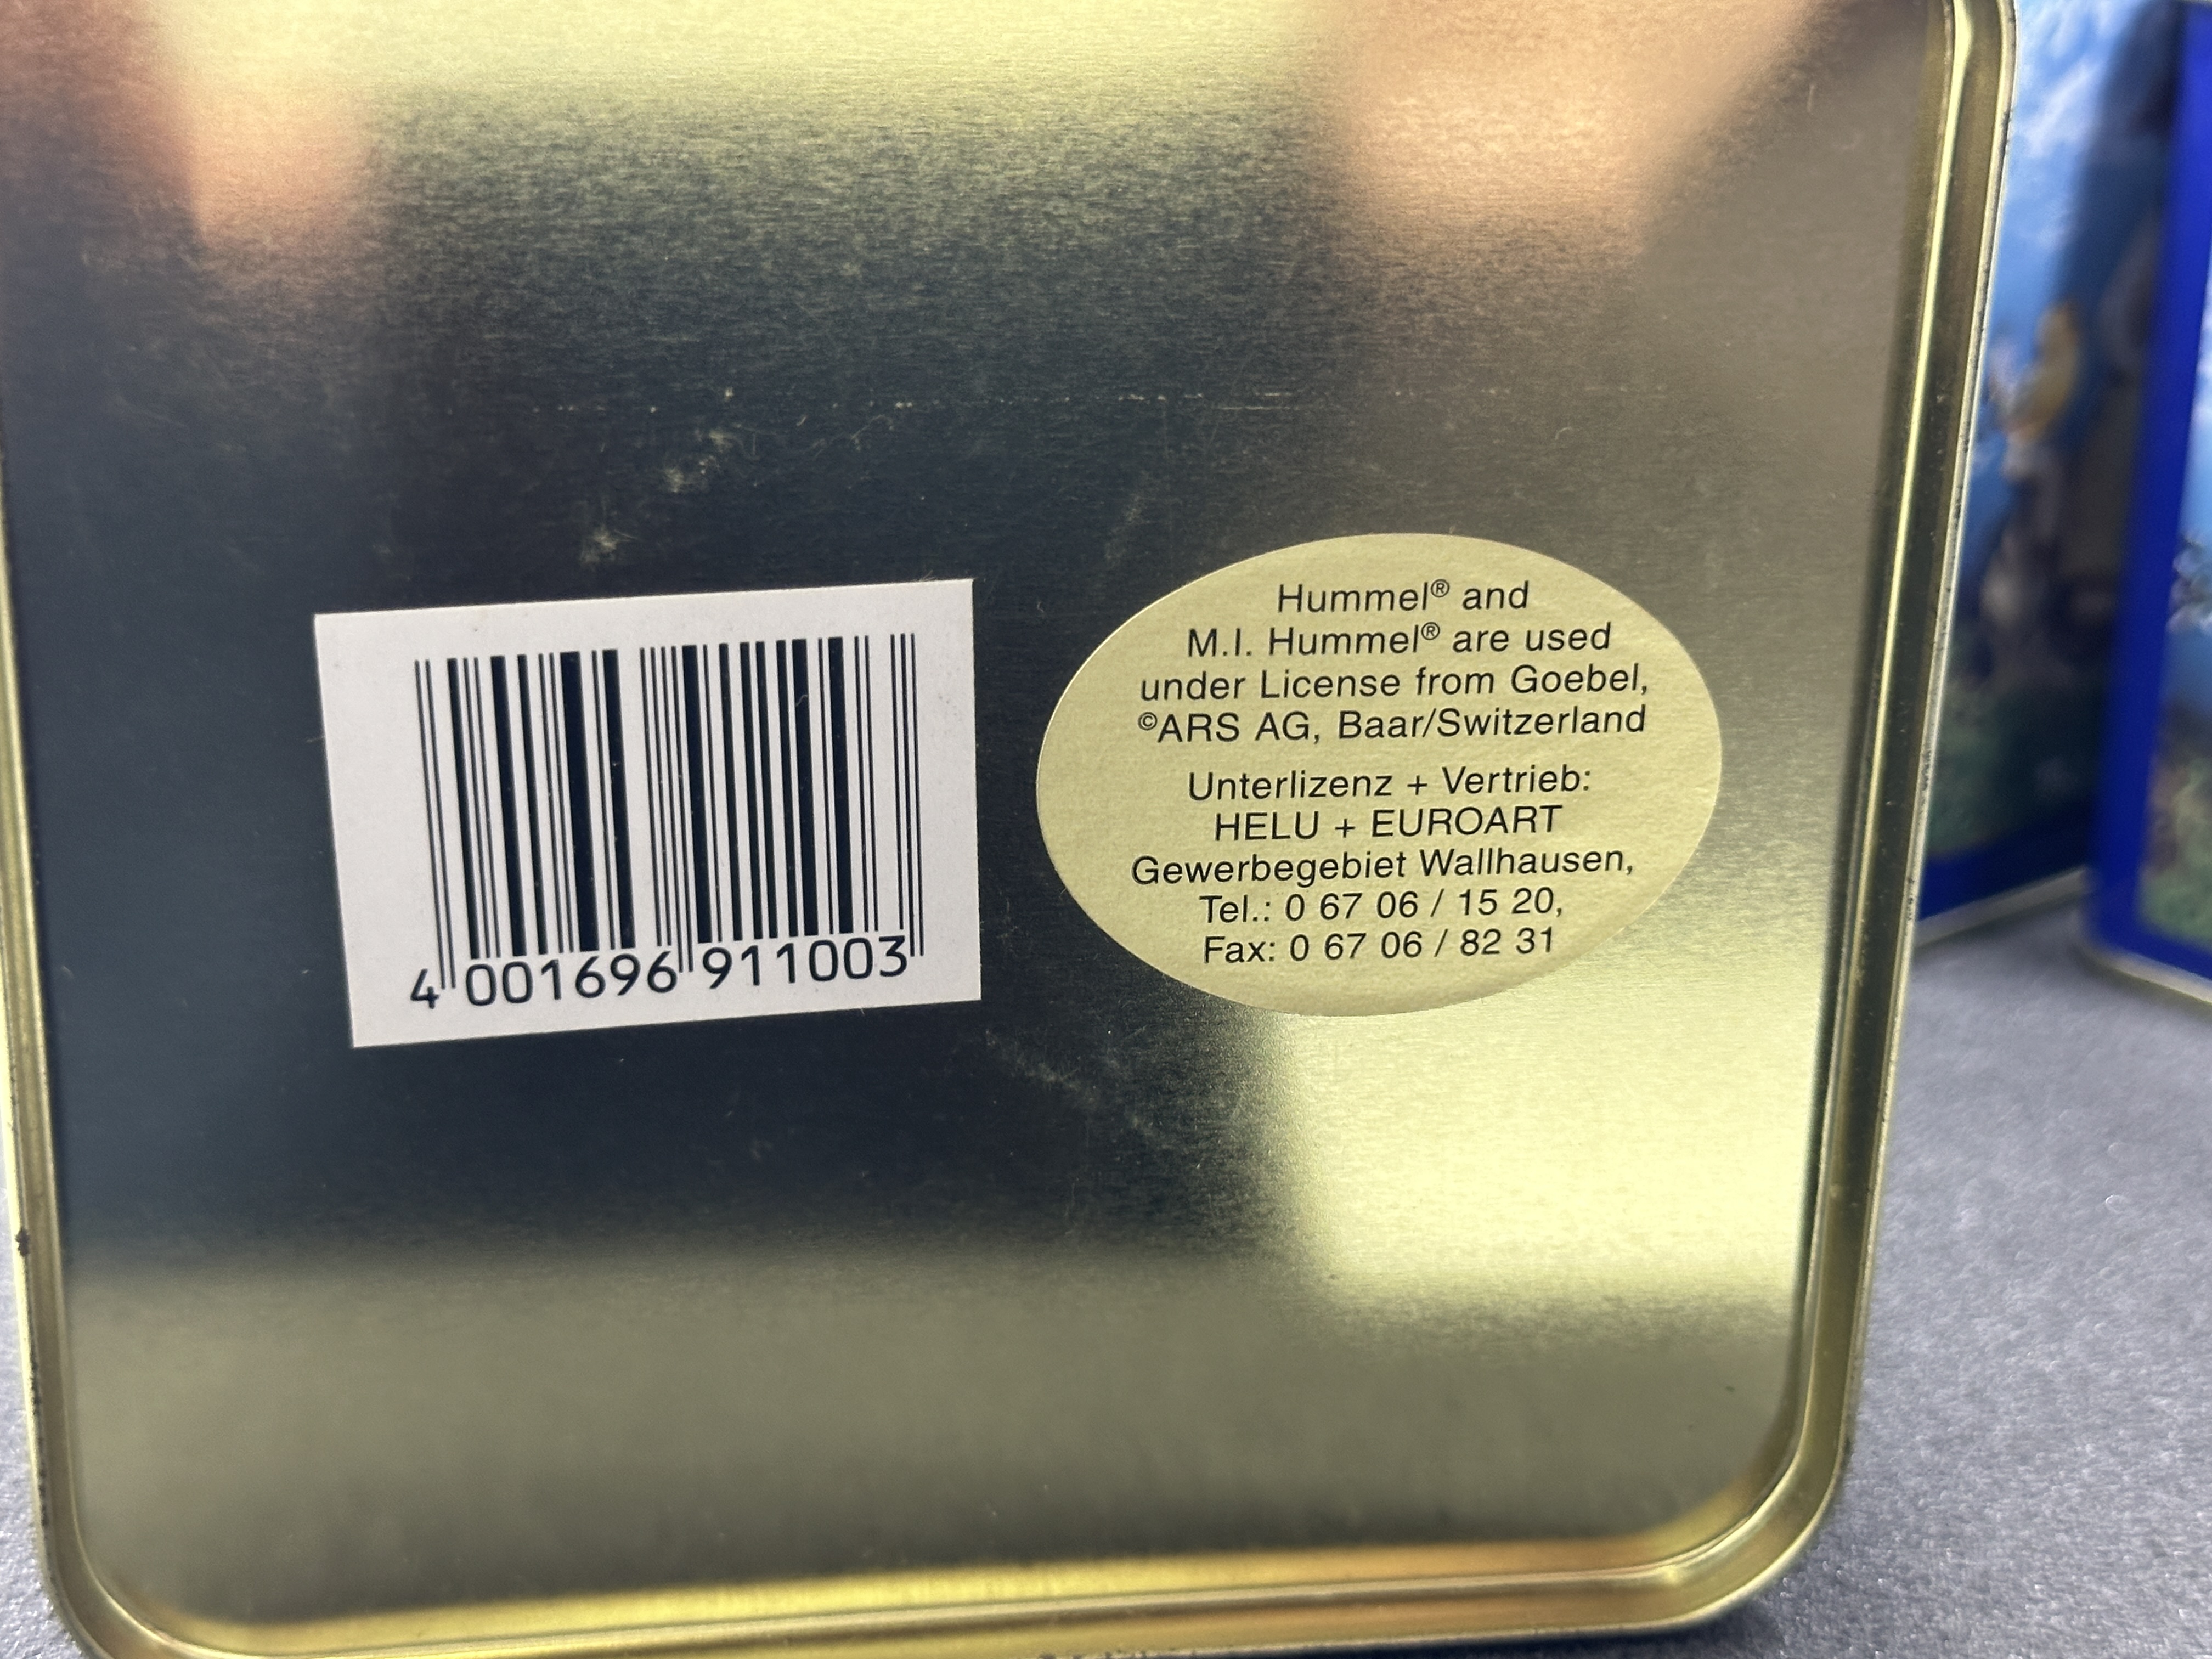 4 001696 911003
Hummel® and
M.I. Hummel® are used
under License from Goebel,
©ARS AG, Baar/Switzerland
Unterlizenz + Vertrieb:
HELU + EUROART
Gewerbegebiet Wallhausen,
Tel.: 0 67 06 / 15 20,
Fax: 0 67 06 / 82 31